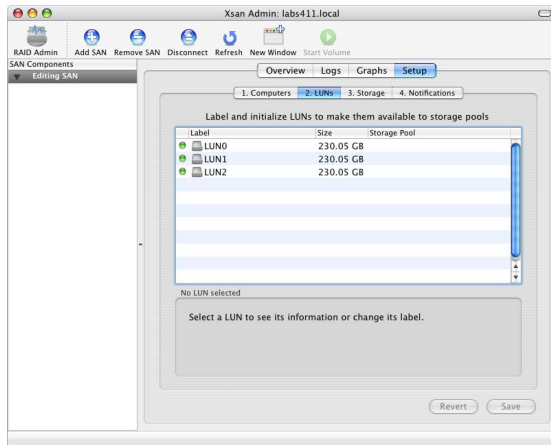 Xsan Admin: labs411.local
RAID Admin Add SAN Remove SAN Disconnect Refresh New Window Start Volume
SAN Components
Editing SAN
Overview Logs Graphs Setup
1. Computers 2. LUNs 3. Storage 4. Notifications
Label and initialize LUNs to make them available to storage pools
Label Size Storage Pool
LUN0 230.05 GB
LUN1 230.05 GB
LUN2 230.05 GB
No LUN selected
Select a LUN to see its information or change its label.
Revert Save